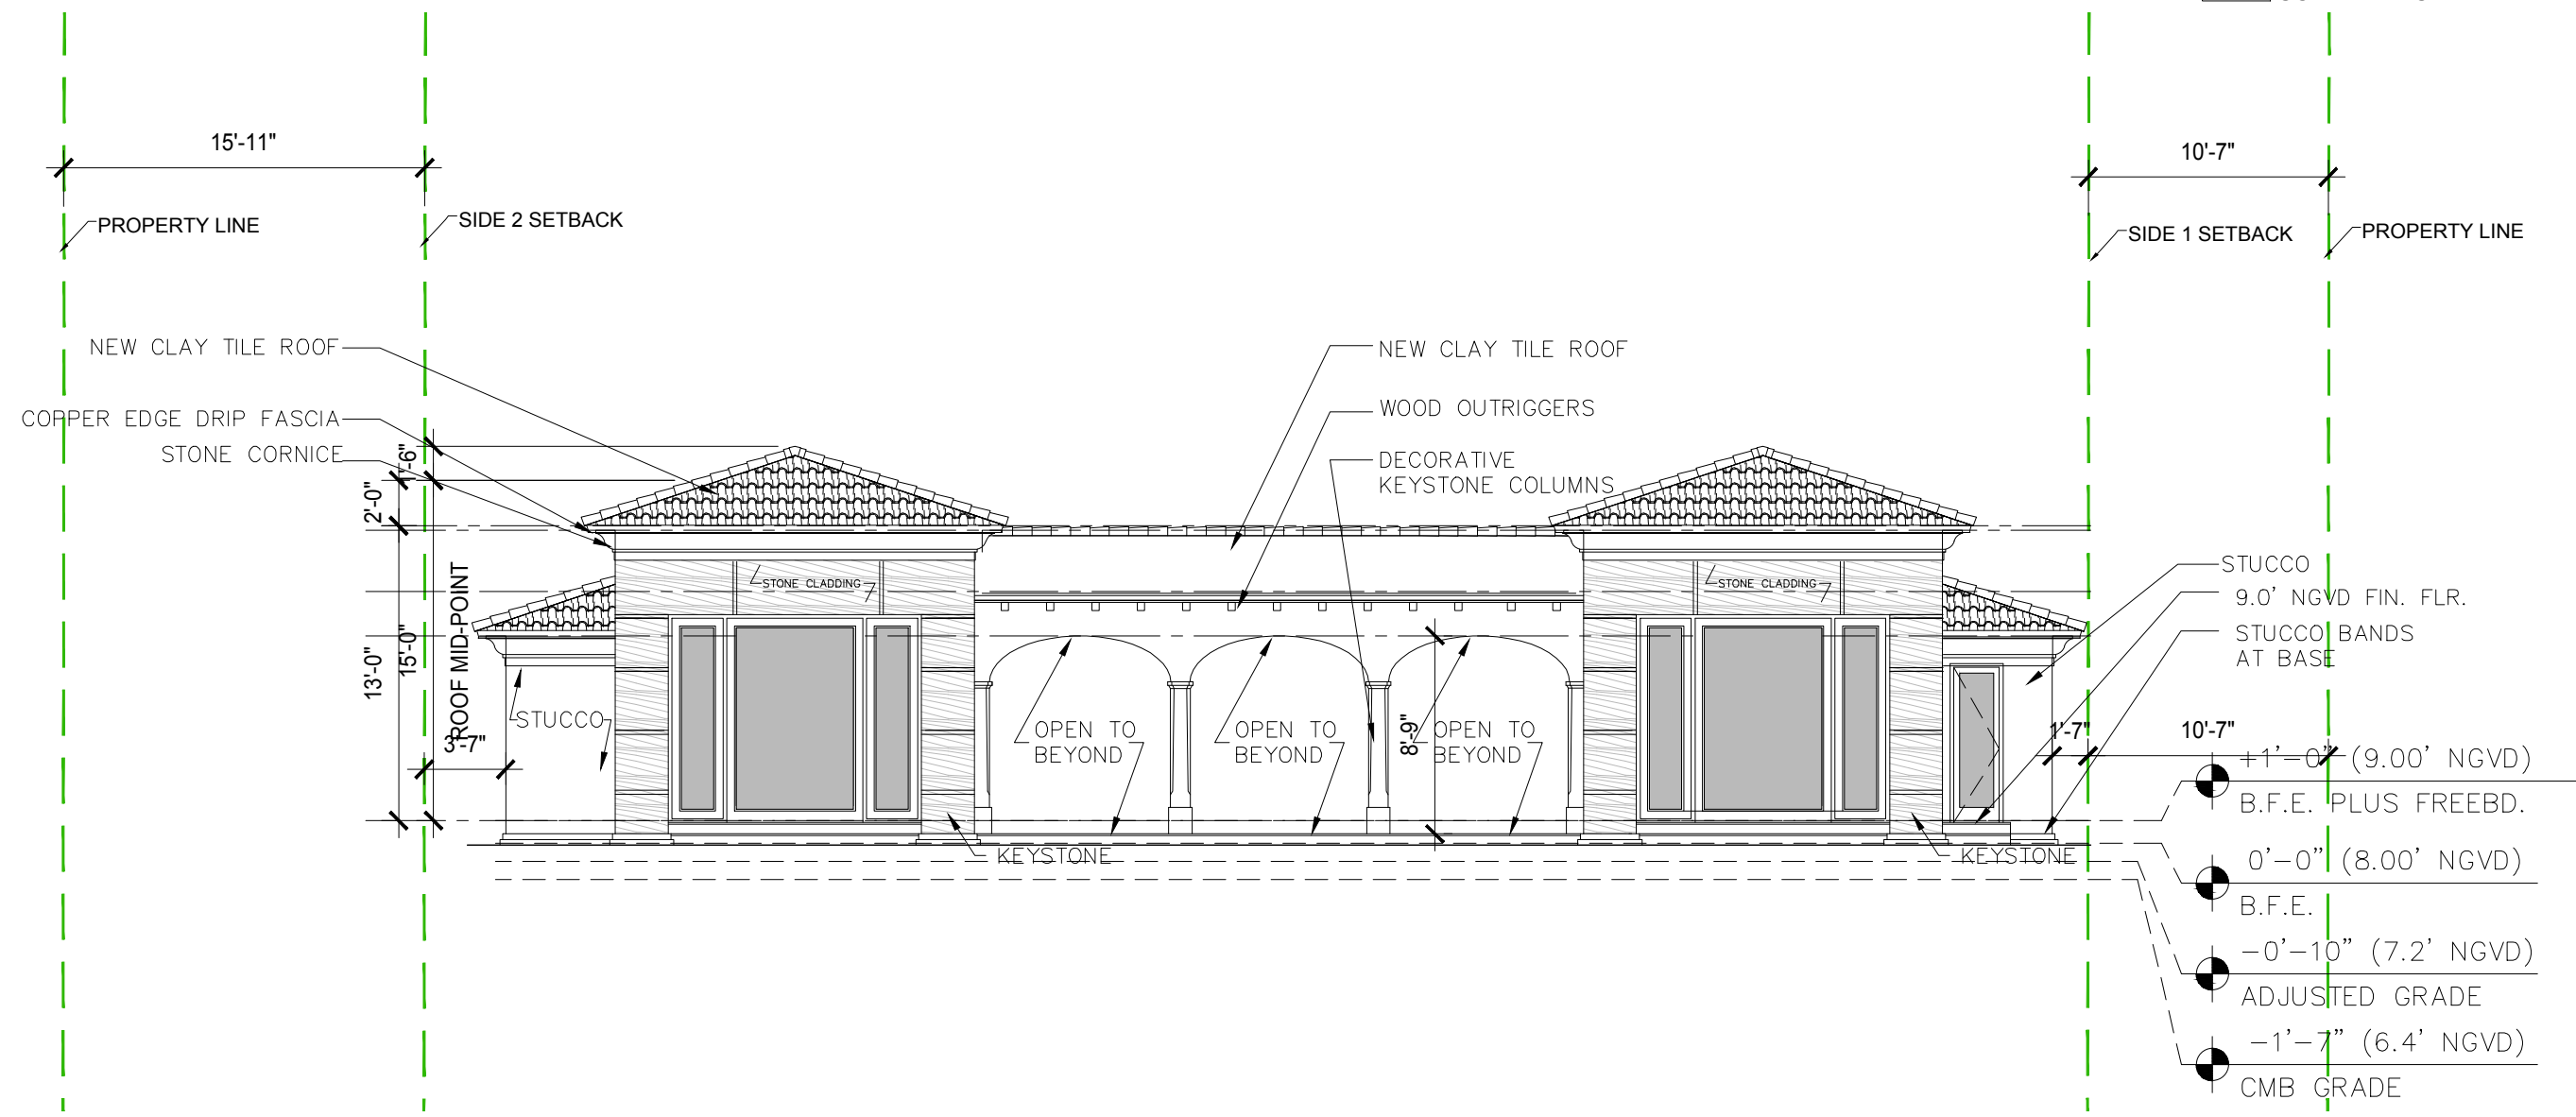 15'-11"
10'-7"
PROPERTY LINE
SIDE 2 SETBACK
SIDE 1 SETBACK
PROPERTY LINE
NEW CLAY TILE ROOF
COPPER EDGE DRIP FASCIA
STONE CORNICE
NEW CLAY TILE ROOF
WOOD OUTRIGGERS
DECORATIVE
KEYSTONE COLUMNS
2'-0"
13'-0"
15'-0"
ROOF MID-POINT
3'-7"
STONE CLADDING
STONE CLADDING
STUCCO
OPEN TO
BEYOND
OPEN TO
BEYOND
8'-9"
OPEN TO
BEYOND
KEYSTONE
KEYSTONE
STUCCO
9.0' NGVD FIN. FLR.
STUCCO BANDS
AT BASE
1'-7"
10'-7"
+1'-0" (9.00' NGVD)
B.F.E. PLUS FREEBD.
0'-0" (8.00' NGVD)
B.F.E.
-0'-10" (7.2' NGVD)
ADJUSTED GRADE
-1'-7" (6.4' NGVD)
CMB GRADE